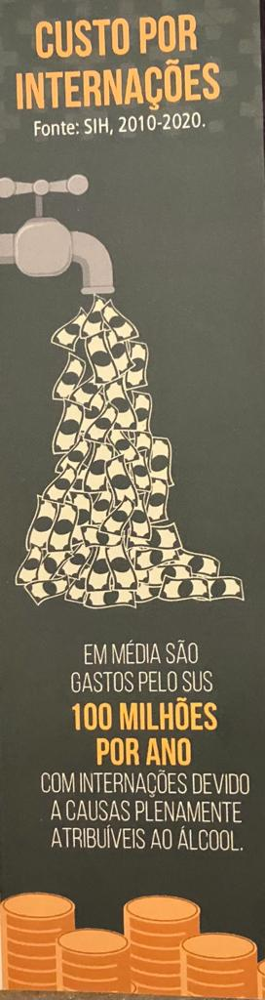 CUSTO POR
INTERNAÇÕES
Fonte: SIH, 2010-2020.
EM MÉDIA SÃO
GASTOS PELO SUS
100 MILHÕES
POR ANO
COM INTERNAÇÕES DEVIDO
A CAUSAS PLENAMENTE
ATRIBUÍVEIS AO ÁLCOOL.